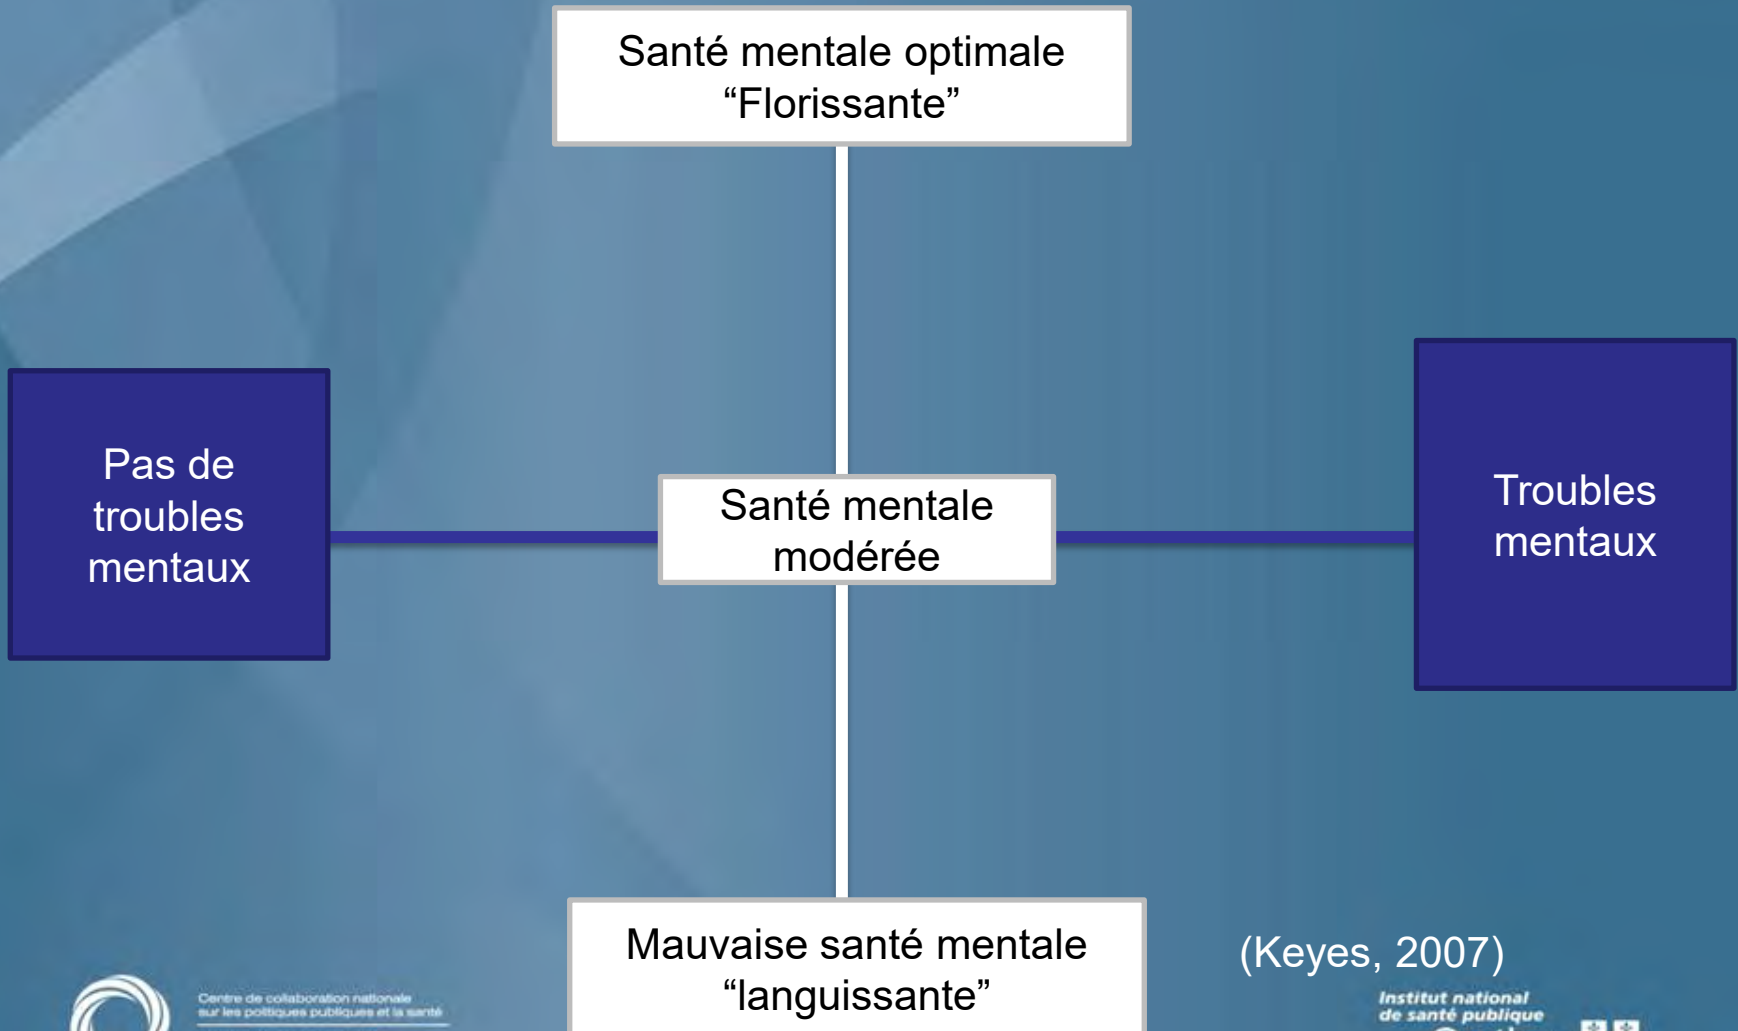 Santé mentale optimale
“Florissante”
Pas de
troubles
mentaux
Santé mentale
modérée
Troubles
mentaux
Mauvaise santé mentale
“languissante”
(Keyes, 2007)
Centre de collaboration nationale
sur les politiques publiques et la santé
Institut national
de santé publique